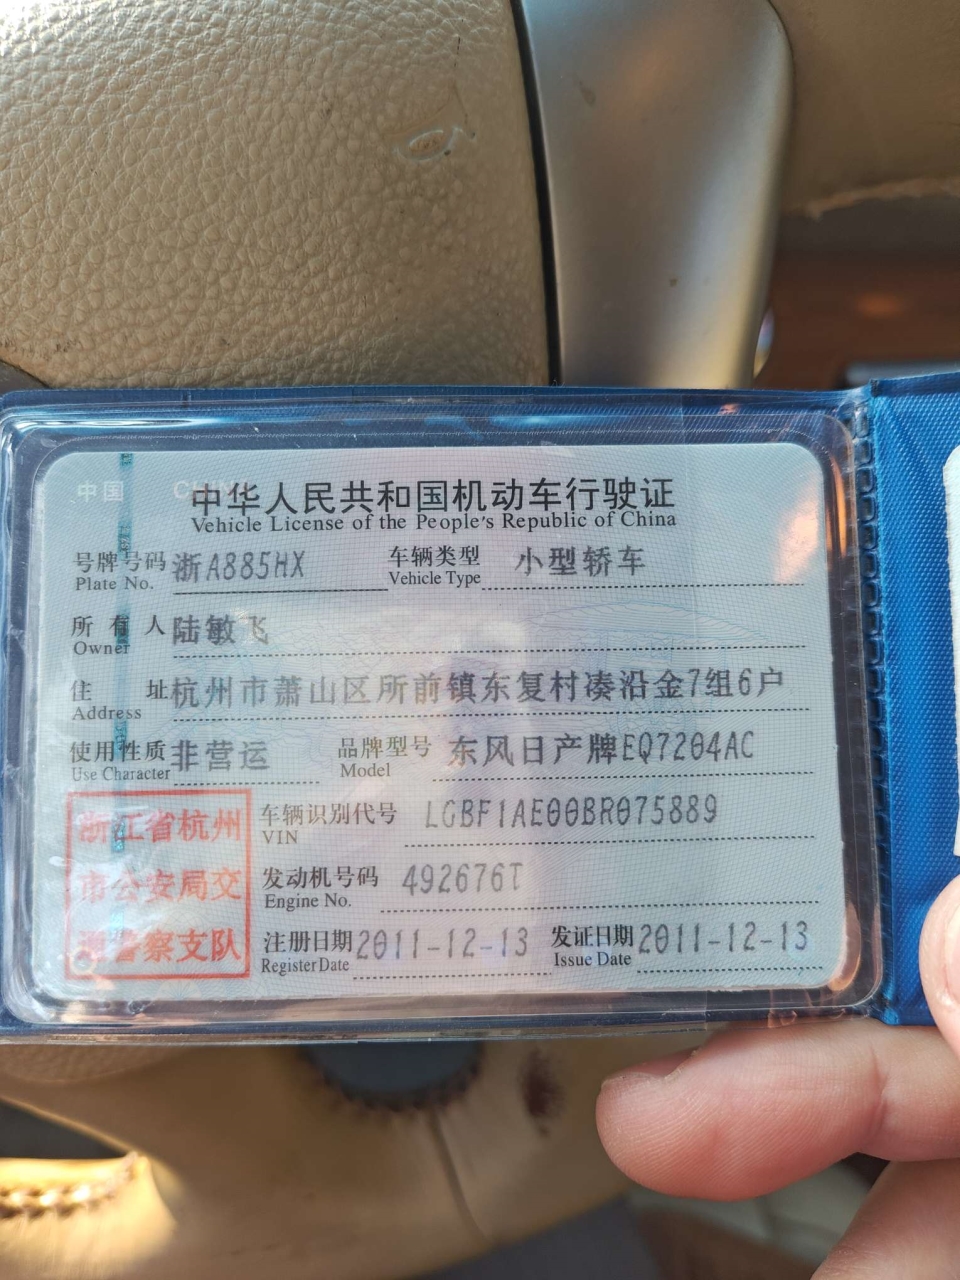 中国 CHINA
中华人民共和国机动车行驶证
Vehicle License of the People's Republic of China
号牌号码 浙A885HX 车辆类型 小型轿车
Plate No. Vehicle Type
所有人 陆敏飞
Owner
住址 杭州市萧山区所前镇东复村凑沿金7组6户
Address
使用性质 非营运 品牌型号 东风日产牌EQ7204AC
Use Character Model
浙江省杭州
市公安局交
通警察支队
车辆识别代号 LGBF1AE00BR075889
VIN
发动机号码 492676T
Engine No.
注册日期 2011-12-13 发证日期 2011-12-13
Register Date Issue Date